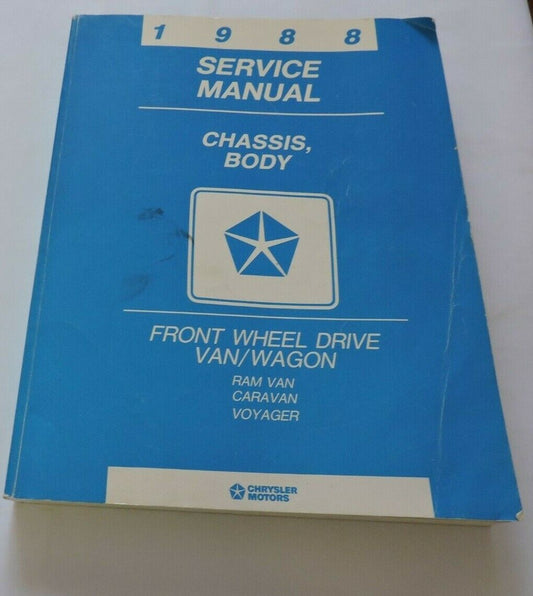 1 9 8 8
SERVICE
MANUAL
CHASSIS,
BODY
FRONT WHEEL DRIVE
VAN/WAGON
RAM VAN
CARAVAN
VOYAGER
CHRYSLER
MOTORS